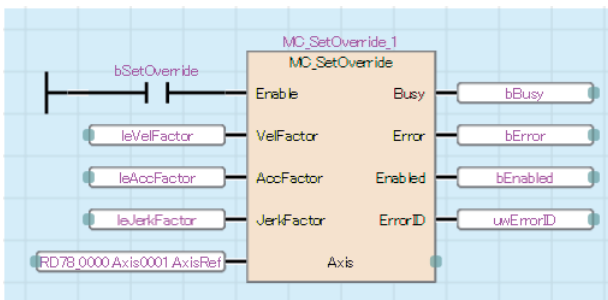 MC_SetOverride_1
bSetOverride
MC_SetOverride
Enable
Busy
bBusy
leVelFactor
VelFactor
Error
bError
leAccFactor
AccFactor
Enabled
bEnabled
leJerkFactor
JerkFactor
ErrorID
uwErrorID
RD78_0000.Axis0001.AxisRef
Axis